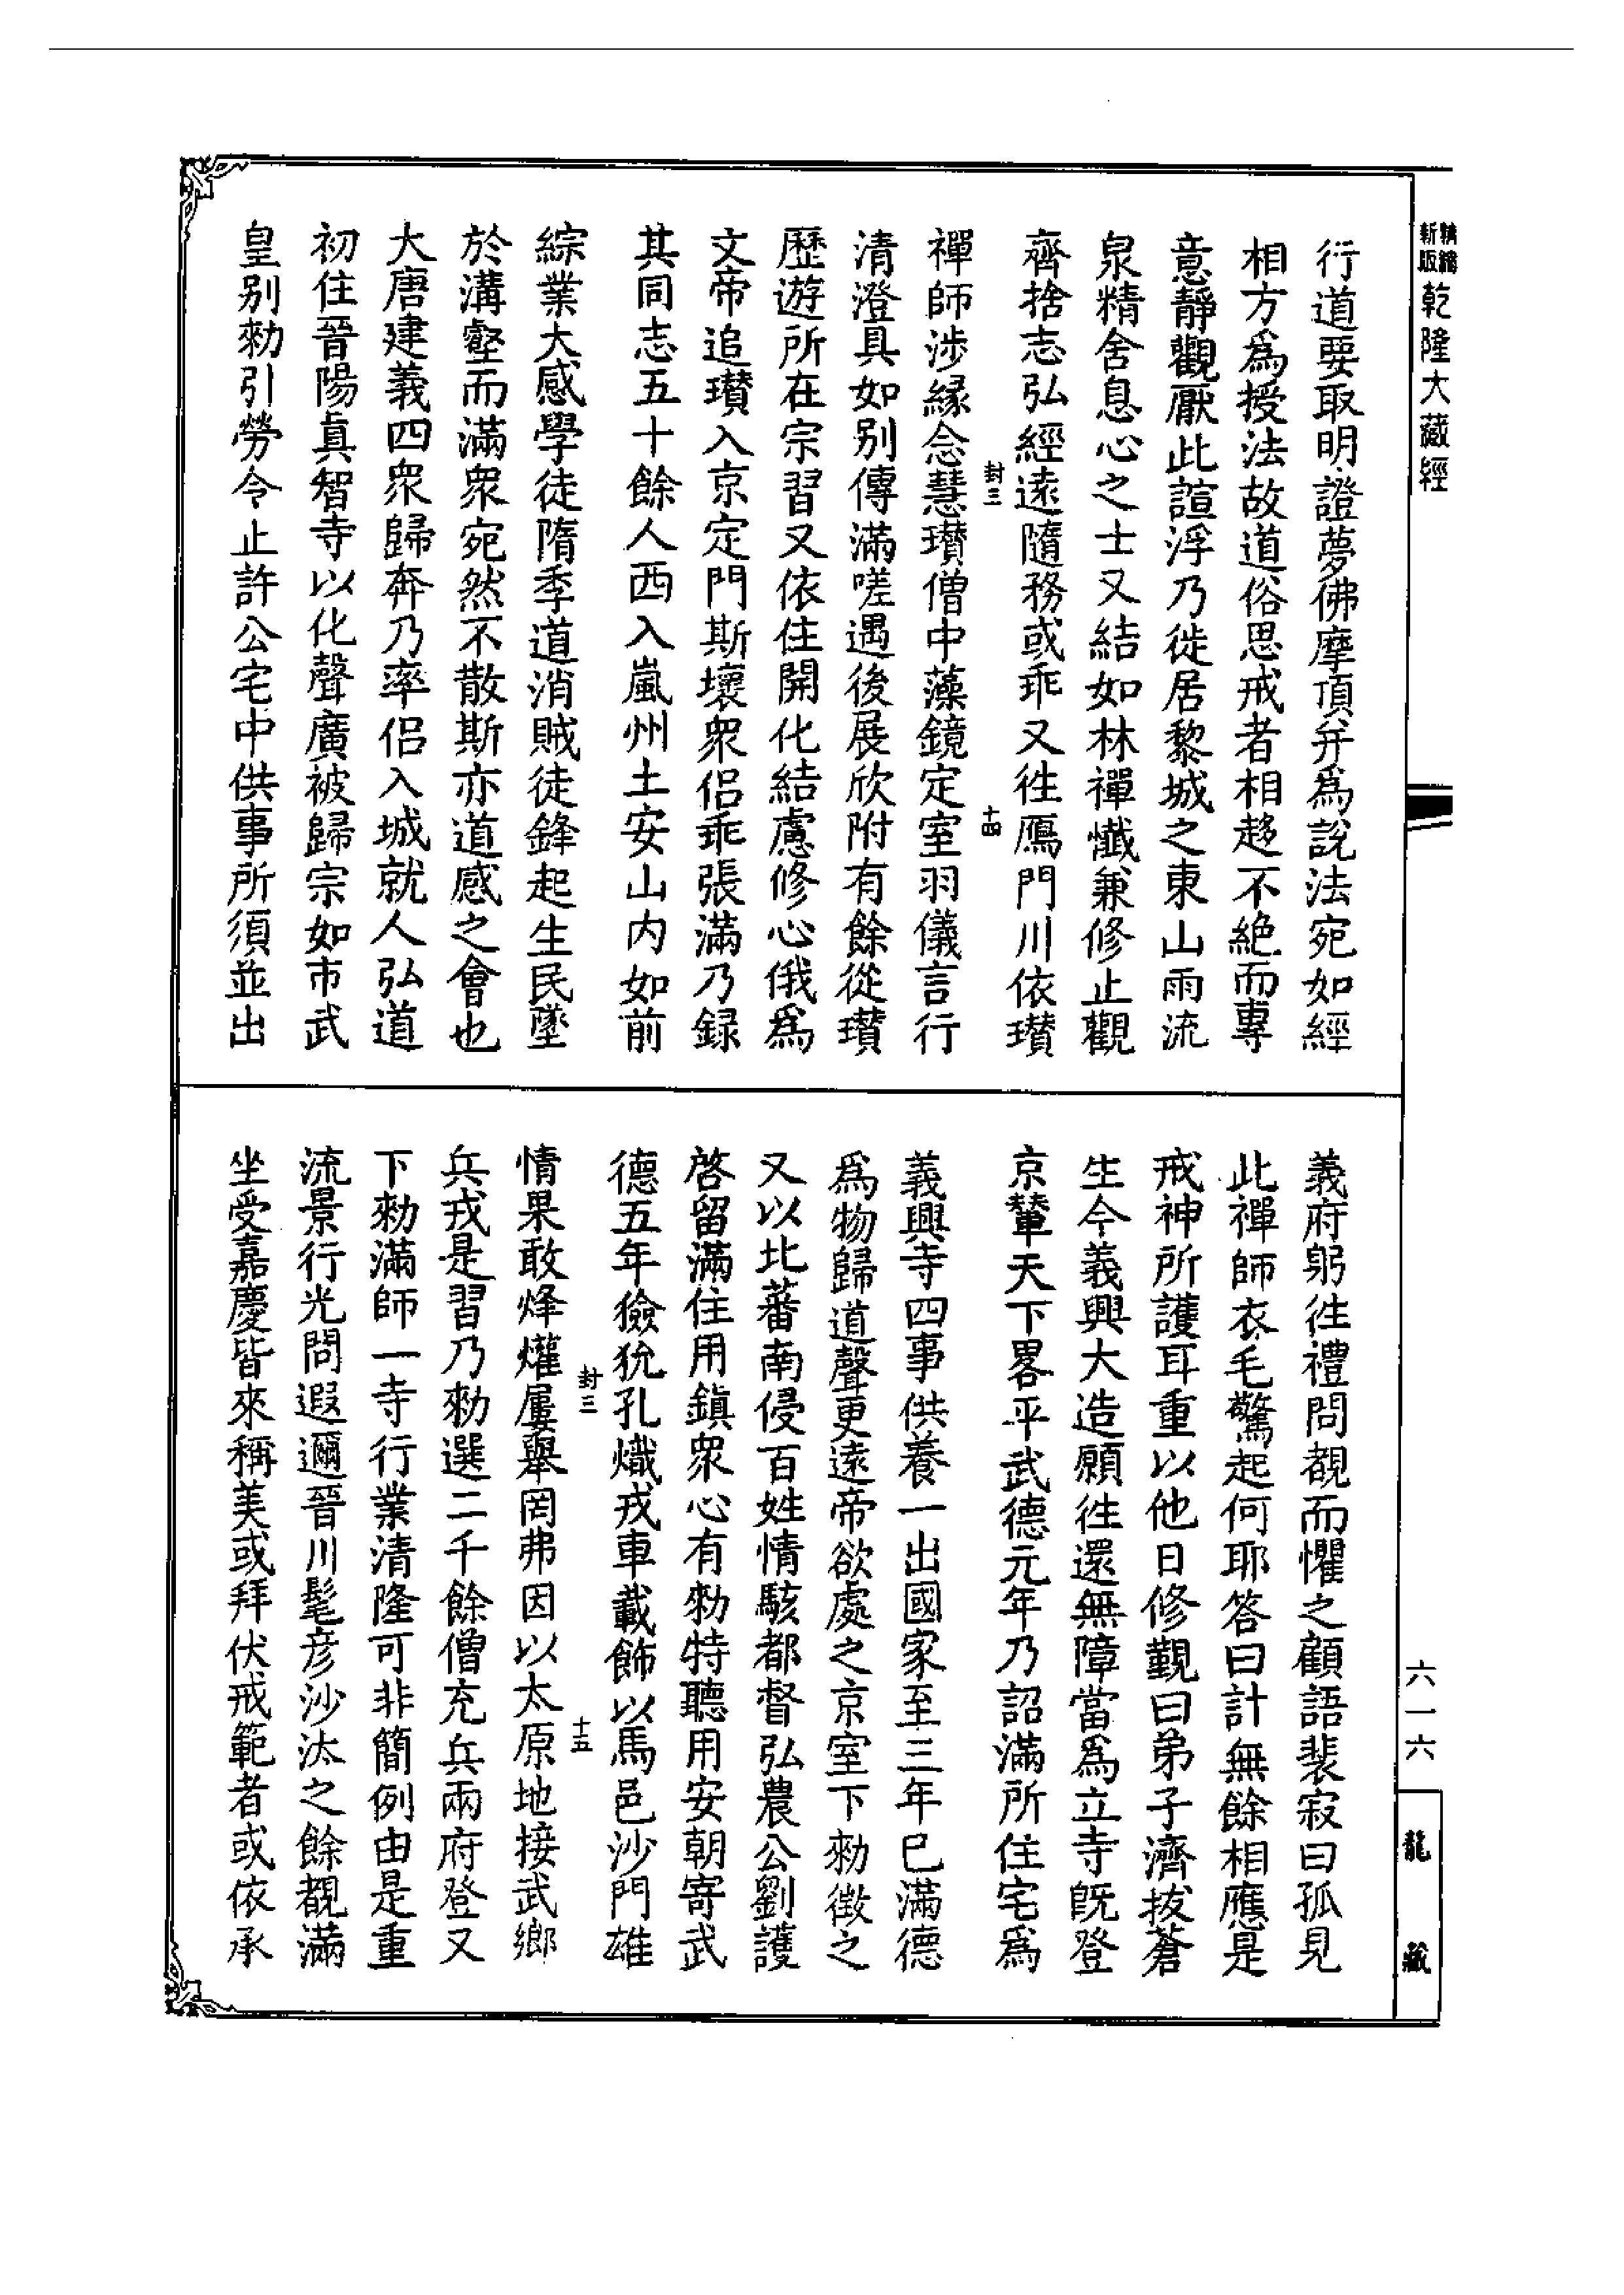 精繕
新版
乾隆大藏經
行道要取明證夢佛摩頂并爲說法宛如經
相方爲授法故道俗思戒者相趍不絶而專
意靜觀厭此諠浮乃徙居黎城之東山雨流
泉精舍息心之士又結如林禪懺兼修止觀
齊捨志弘經遠隨務或乖又徃鴈門川依瓚
封三
十四
禪師涉緣念慧瓚僧中藻鏡定室羽儀言行
清澄具如别傳滿嗟遇後展欣附有餘從瓚
歷遊所在宗習又依住開化結慮修心俄爲
文帝追瓚入京定門斯壞衆侶乖張滿乃録
其同志五十餘人西入嵐州土安山内如前
綜業大感學徒隋季道消賊徒鋒起生民墜
於溝壑而滿衆宛然不散斯亦道感之會也
大唐建義四衆歸奔乃率侶入城就人弘道
初住晉陽真智寺以化聲廣被歸宗如市武
皇别勑引勞令止許公宅中供事所須並出
義府躬徃禮問覩而懼之顧語裴寂曰孤見
此禪師衣毛驚起何耶答曰計無餘相應是
戒神所護耳重以他日修觀曰弟子濟拔蒼
生今義興大造願徃還無障當爲立寺旣登
京輦天下畧平武德元年乃詔滿所住宅爲
義興寺四事供養一出國家至三年巳滿德
爲物歸道聲更遠帝欲處之京室下勑徵之
又以北蕃南侵百姓情駭都督弘農公劉護
啓留滿住用鎮衆心有勑特聽用安朝寄武
德五年獫狁孔熾戎車載飾以馬邑沙門雄
封三
十五
情果敢烽爟屢舉罔弗因以太原地接武鄉
兵戎是習乃勑選二千餘僧充兵兩府登又
下勑滿師一寺行業清隆可非簡例由是重
流景行光問遐邇晉川髦彥沙汰之餘覩滿
坐受嘉慶皆來稱美或拜伏戒範者或依承
六一六
龍藏